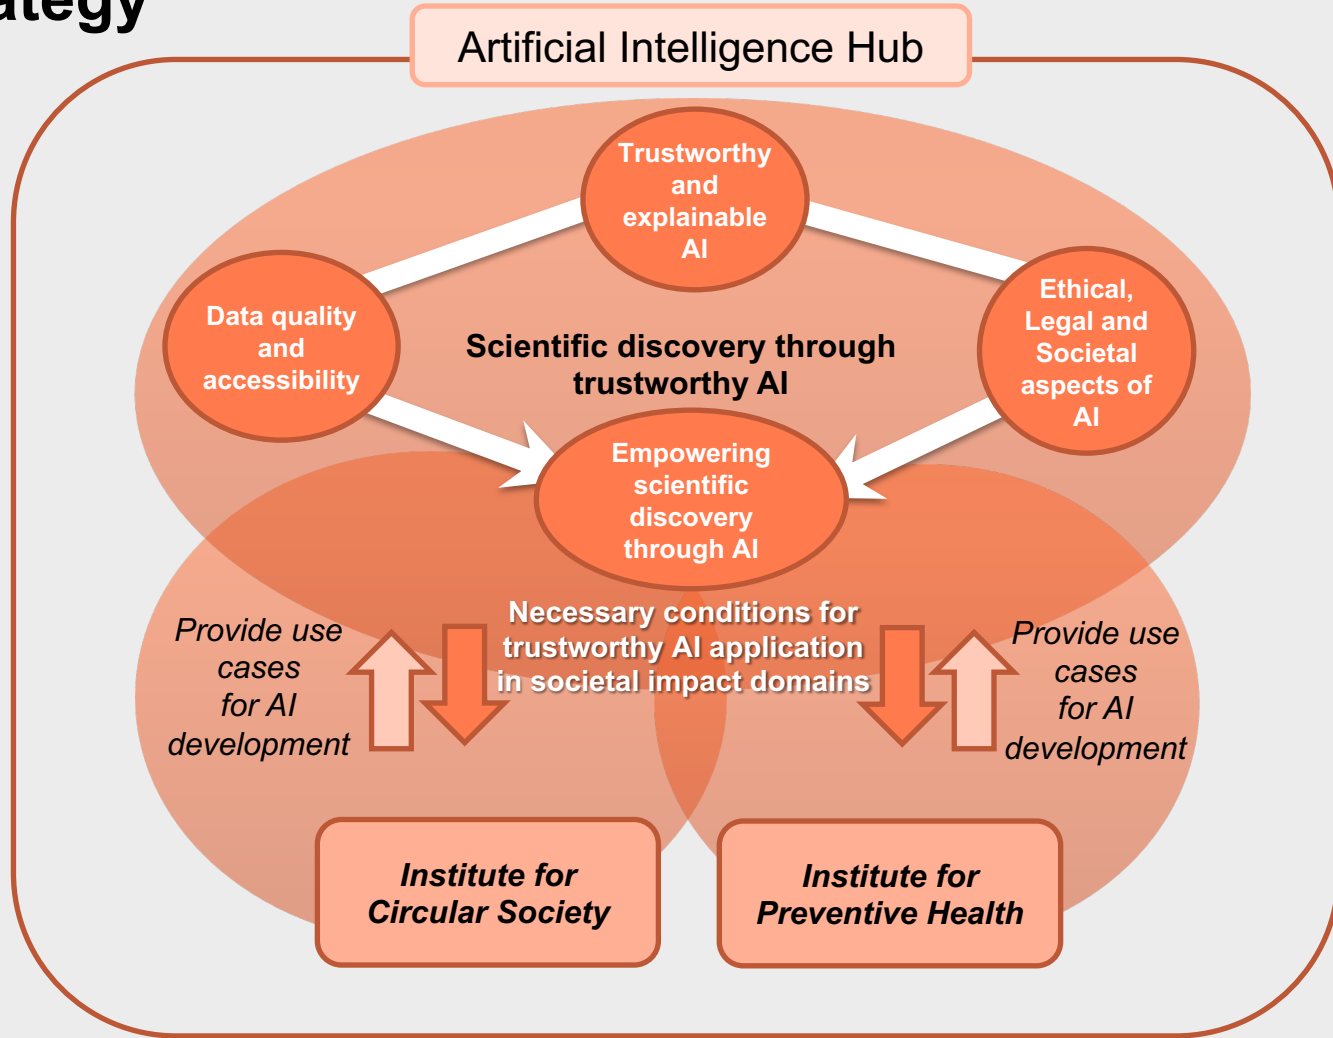 ategy
Artificial Intelligence Hub
Trustworthy
and
explainable
AI
Data quality
and
accessibility
Ethical,
Legal and
Societal
aspects of
AI
Scientific discovery through
trustworthy AI
Empowering
scientific
discovery
through AI
Necessary conditions for
trustworthy AI application
in societal impact domains
Provide use
cases
for AI
development
Provide use
cases
for AI
development
Institute for
Circular Society
Institute for
Preventive Health